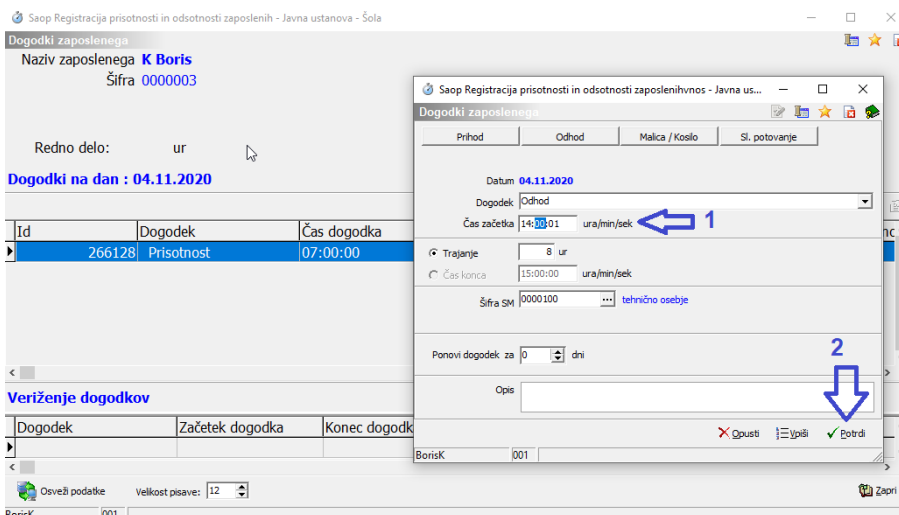 Saop Registracija prisotnosti in odsotnosti zaposlenih - Javna ustanova - Šola
Dogodki zaposlenega
Naziv zaposlenega K Boris
Šifra 0000003
Redno delo: ur
Dogodki na dan : 04.11.2020
Id Dogodek Čas dogodka
266128 Prisotnost 07:00:00
Veriženje dogodkov
Dogodek Začetek dogodka Konec dogodk
Osveži podatke Velikost pisave: 12 Zapri
BorisK 001
Saop Registracija prisotnosti in odsotnosti zaposlenihvnos - Javna us...
Dogodki zaposlenega
Prihod Odhod Malica / Kosilo Sl. potovanje
Datum 04.11.2020
Dogodek Odhod
Čas začetka 14:00:01 ura/min/sek 1
Trajanje 8 ur
Čas konca 15:00:00 ura/min/sek
Šifra SM 0000100 ... tehnično osebje
Ponovi dogodek za 0 dni
2
Opis
Opusti Vpiši Potrdi
BorisK 001